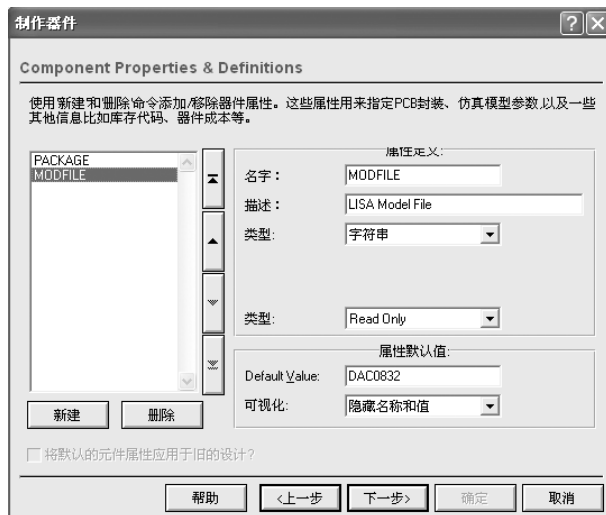 制作器件
Component Properties & Definitions
使用'新建'和'删除'命令添加/移除器件属性。这些属性用来指定PCB封装、仿真模型参数,以及一些
其他信息比如库存代码、器件成本等。
PACKAGE
MODFILE
新建
删除
属性定义:
名字:
MODFILE
描述:
LISA Model File
类型:
字符串
类型:
Read Only
属性默认值:
Default Value:
DAC0832
可视化:
隐藏名称和值
将默认的元件属性应用于旧的设计?
帮助
<上一步
下一步>
确定
取消